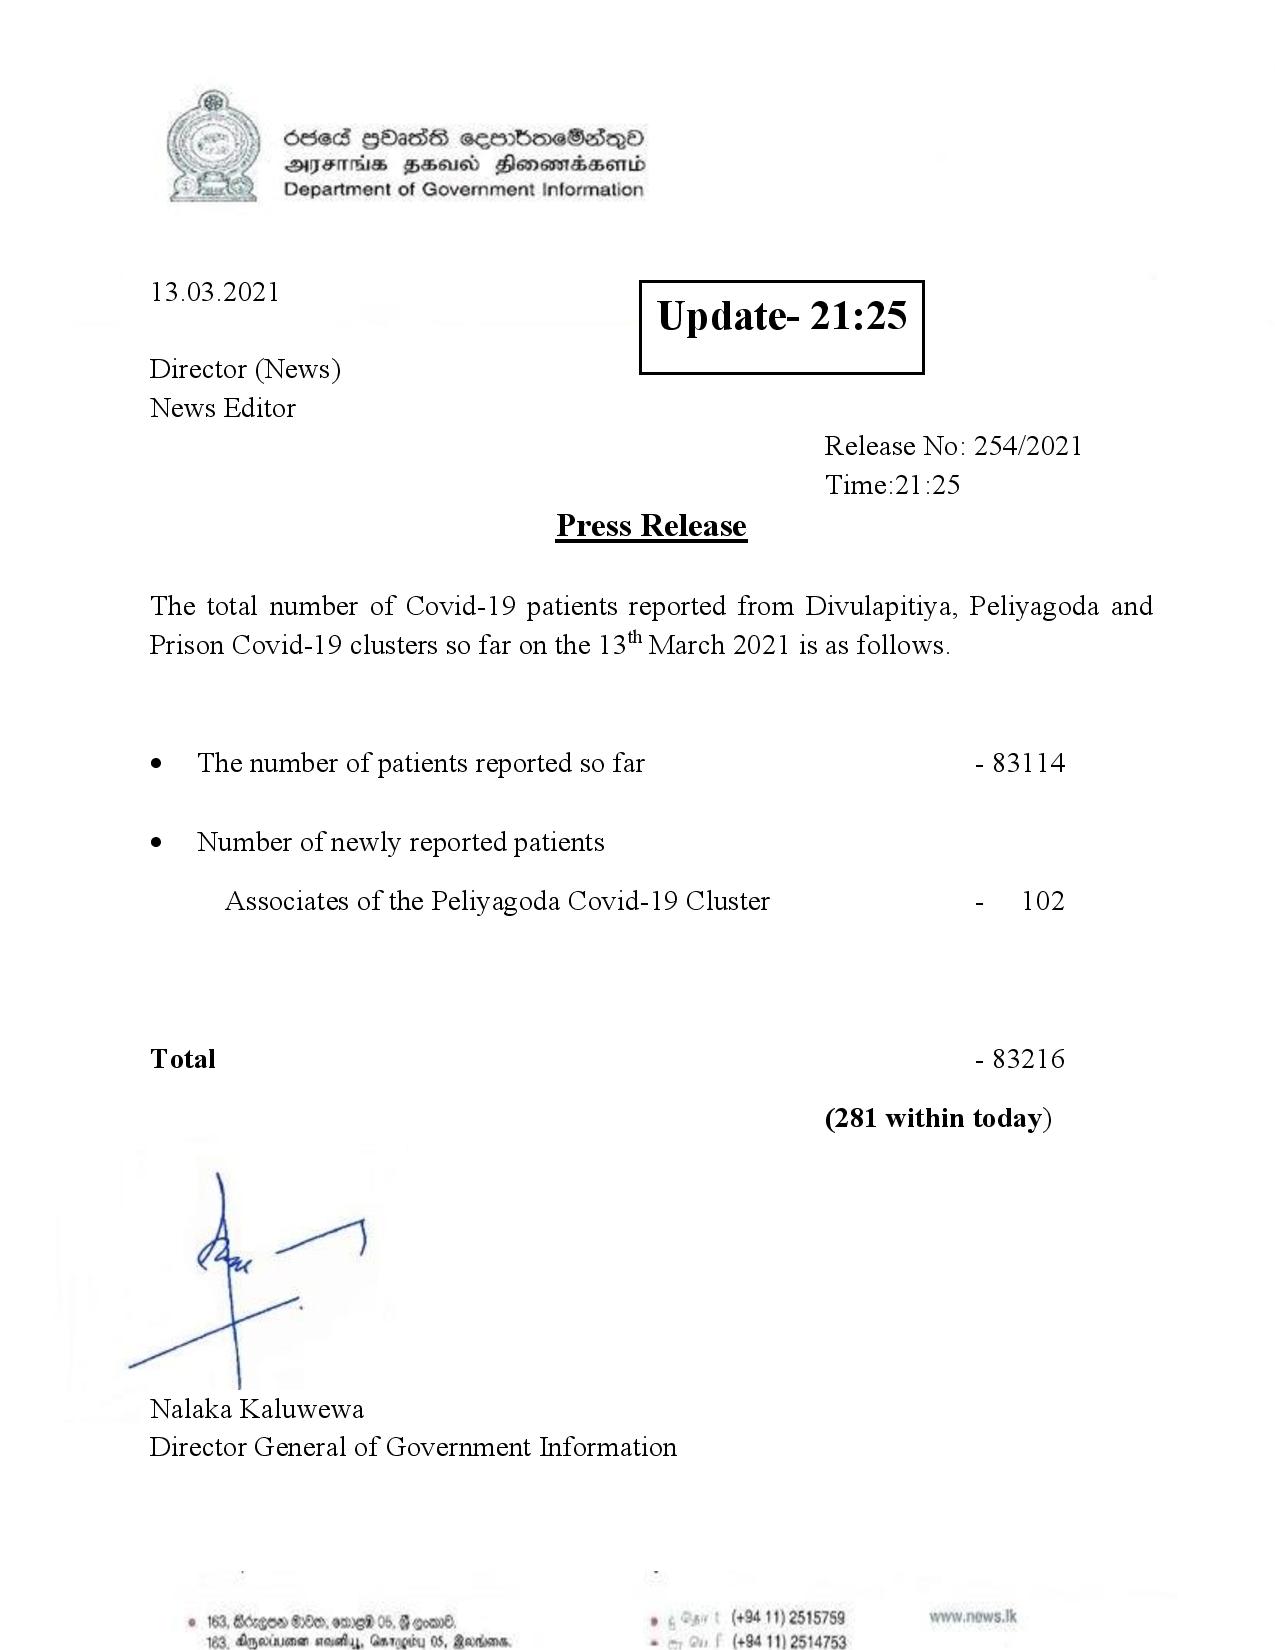 රජයේ ප්‍රවෘත්ති දෙපාර්තමේන්තුව
அரசாங்க தகவல் திணைக்களம்
Department of Government Information
13.03.2021
Update- 21:25
Director (News)
News Editor
Release No: 254/2021
Time:21:25
Press Release
The total number of Covid-19 patients reported from Divulapitiya, Peliyagoda and
Prison Covid-19 clusters so far on the 13th March 2021 is as follows.
• The number of patients reported so far - 83114
• Number of newly reported patients
Associates of the Peliyagoda Covid-19 Cluster - 102
Total - 83216
(281 within today)
Nalaka Kaluwewa
Director General of Government Information
163, කිරුලපන මාවත, කොළඹ 05, ශ්‍රී ලංකාව.
163, கிருலப்பனை எவனியூ, கொழும்பு 05, இலங்கை.
(+94 11) 2515759
(+94 11) 2514753
www.news.lk